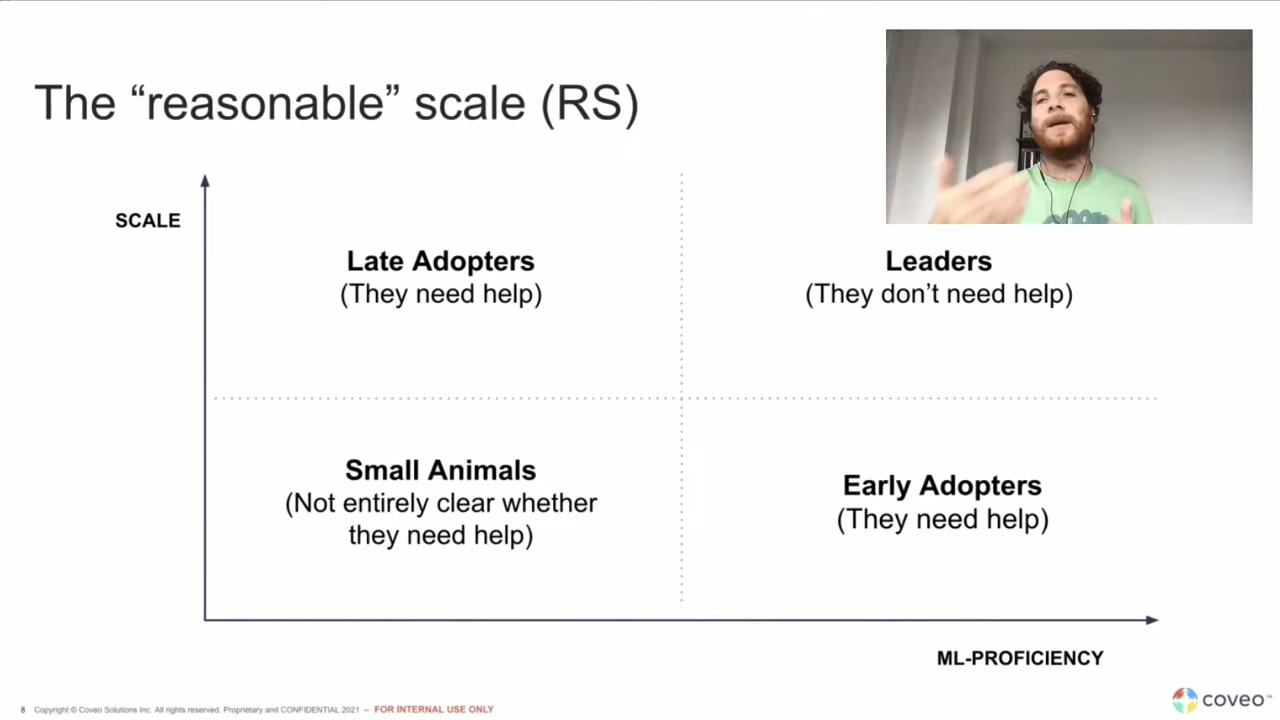 The “reasonable” scale (RS)
SCALE
Late Adopters
(They need help)
Leaders
(They don’t need help)
Small Animals
(Not entirely clear whether
they need help)
Early Adopters
(They need help)
ML-PROFICIENCY
8 Copyright © Coveo Solutions Inc. All rights reserved. Proprietary and CONFIDENTIAL 2021 – FOR INTERNAL USE ONLY
coveo™